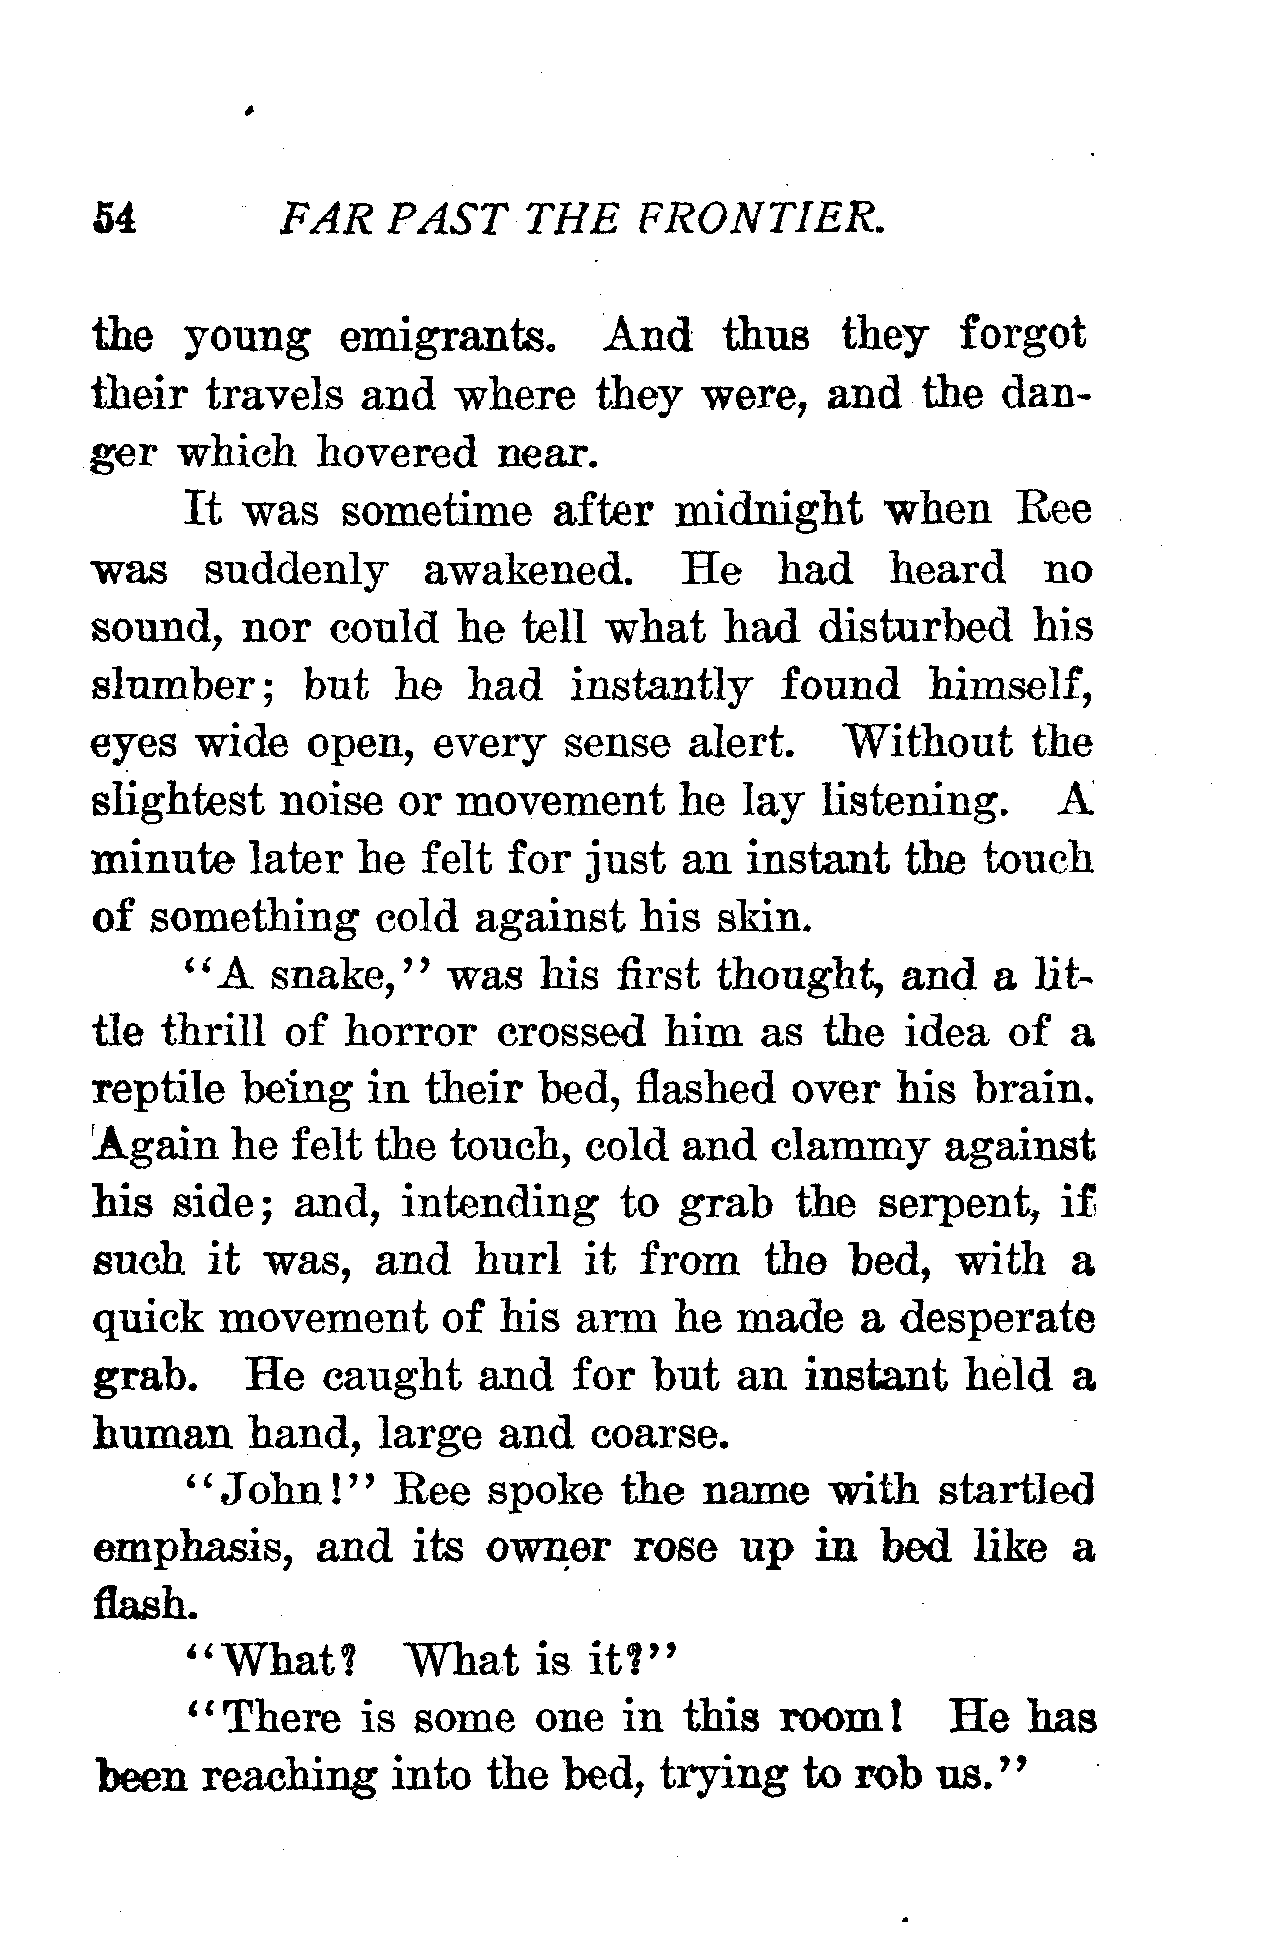 54 FAR PAST THE FRONTIER.
the young emigrants. And thus they forgot
their travels and where they were, and the dan-
ger which hovered near.
It was sometime after midnight when Ree
was suddenly awakened. He had heard no
sound, nor could he tell what had disturbed his
slumber; but he had instantly found himself,
eyes wide open, every sense alert. Without the
slightest noise or movement he lay listening. A
minute later he felt for just an instant the touch
of something cold against his skin.
"A snake," was his first thought, and a lit-
tle thrill of horror crossed him as the idea of a
reptile being in their bed, flashed over his brain.
Again he felt the touch, cold and clammy against
his side; and, intending to grab the serpent, if
such it was, and hurl it from the bed, with a
quick movement of his arm he made a desperate
grab. He caught and for but an instant held a
human hand, large and coarse.
"John!" Ree spoke the name with startled
emphasis, and its owner rose up in bed like a
flash.
"What? What is it?"
"There is some one in this room! He has
been reaching into the bed, trying to rob us."